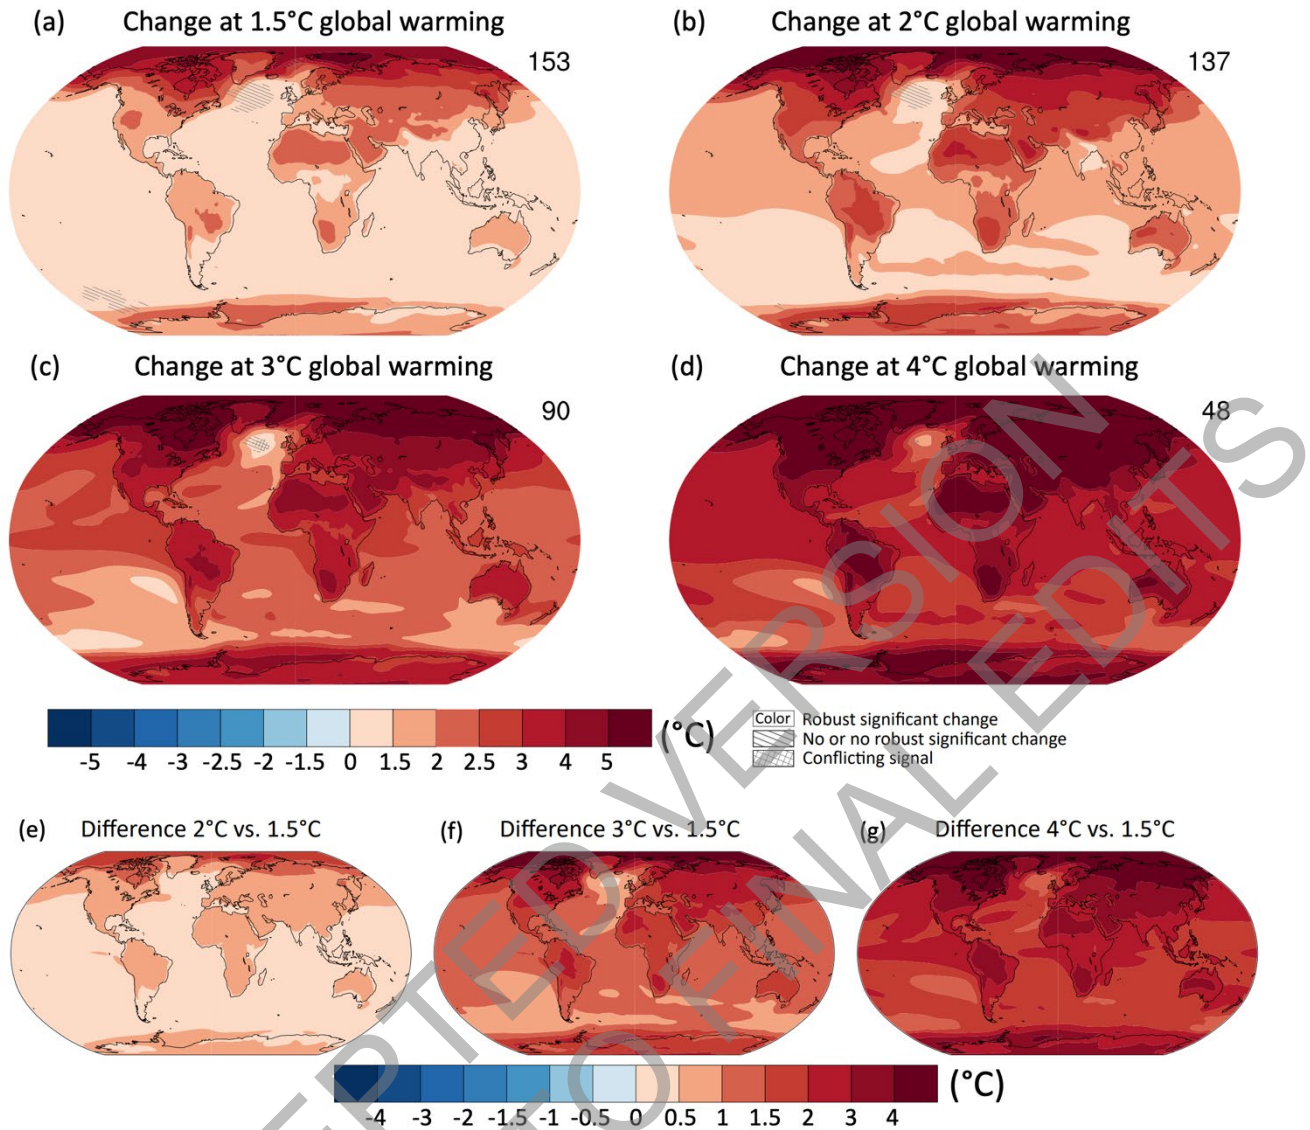 (a) Change at 1.5°C global warming
153
(b) Change at 2°C global warming
137
(c) Change at 3°C global warming
90
(d) Change at 4°C global warming
48
-5 -4 -3 -2.5 -2 -1.5 0 1.5 2 2.5 3 4 5 (°C)
Color Robust significant change
No or no robust significant change
Conflicting signal
(e) Difference 2°C vs. 1.5°C
(f) Difference 3°C vs. 1.5°C
(g) Difference 4°C vs. 1.5°C
-4 -3 -2 -1.5 -1 -0.5 0 0.5 1 1.5 2 3 4 (°C)
VERSION
FINAL EDITS